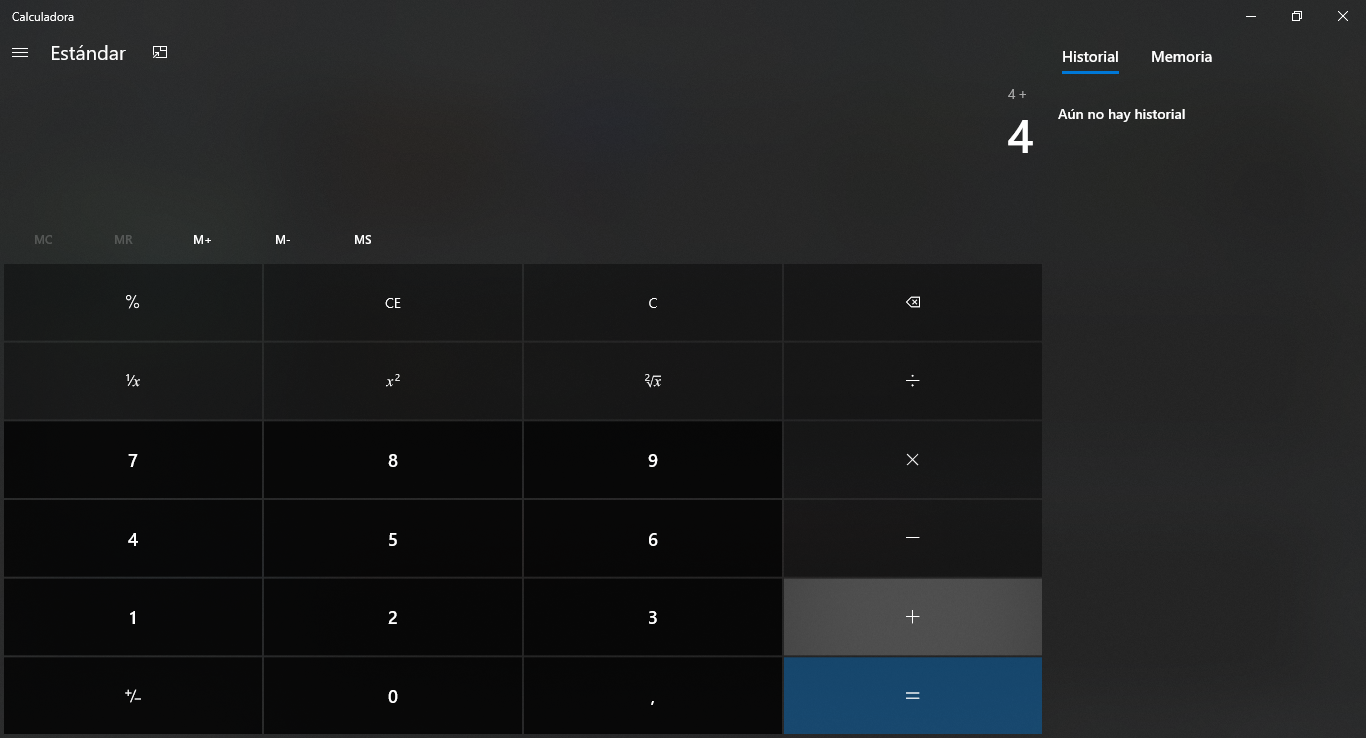 Calculadora
Estándar
Historial Memoria
4 +
4
Aún no hay historial
MC MR M+ M- MS
% CE C
⅟x x² ²√x ÷
7 8 9 ×
4 5 6 −
1 2 3 +
+/− 0 , =